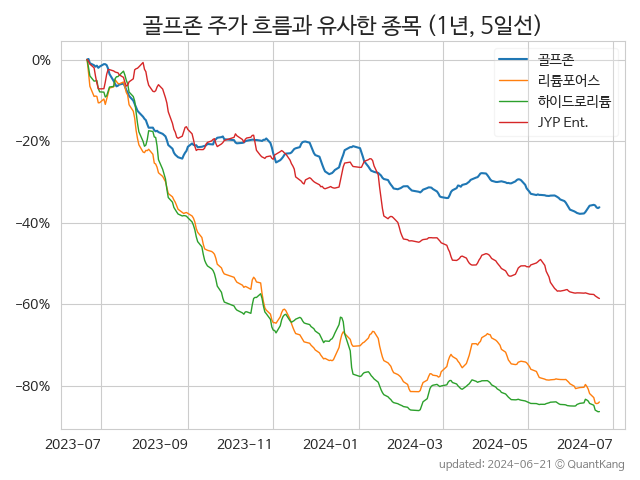 골프존 주가 흐름과 유사한 종목 (1년, 5일선)
골프존
리튬포어스
하이드로리튬
JYP Ent.
0%
−20%
−40%
−60%
−80%
2023-07 2023-09 2023-11 2024-01 2024-03 2024-05 2024-07
updated: 2024-06-21 © QuantKang